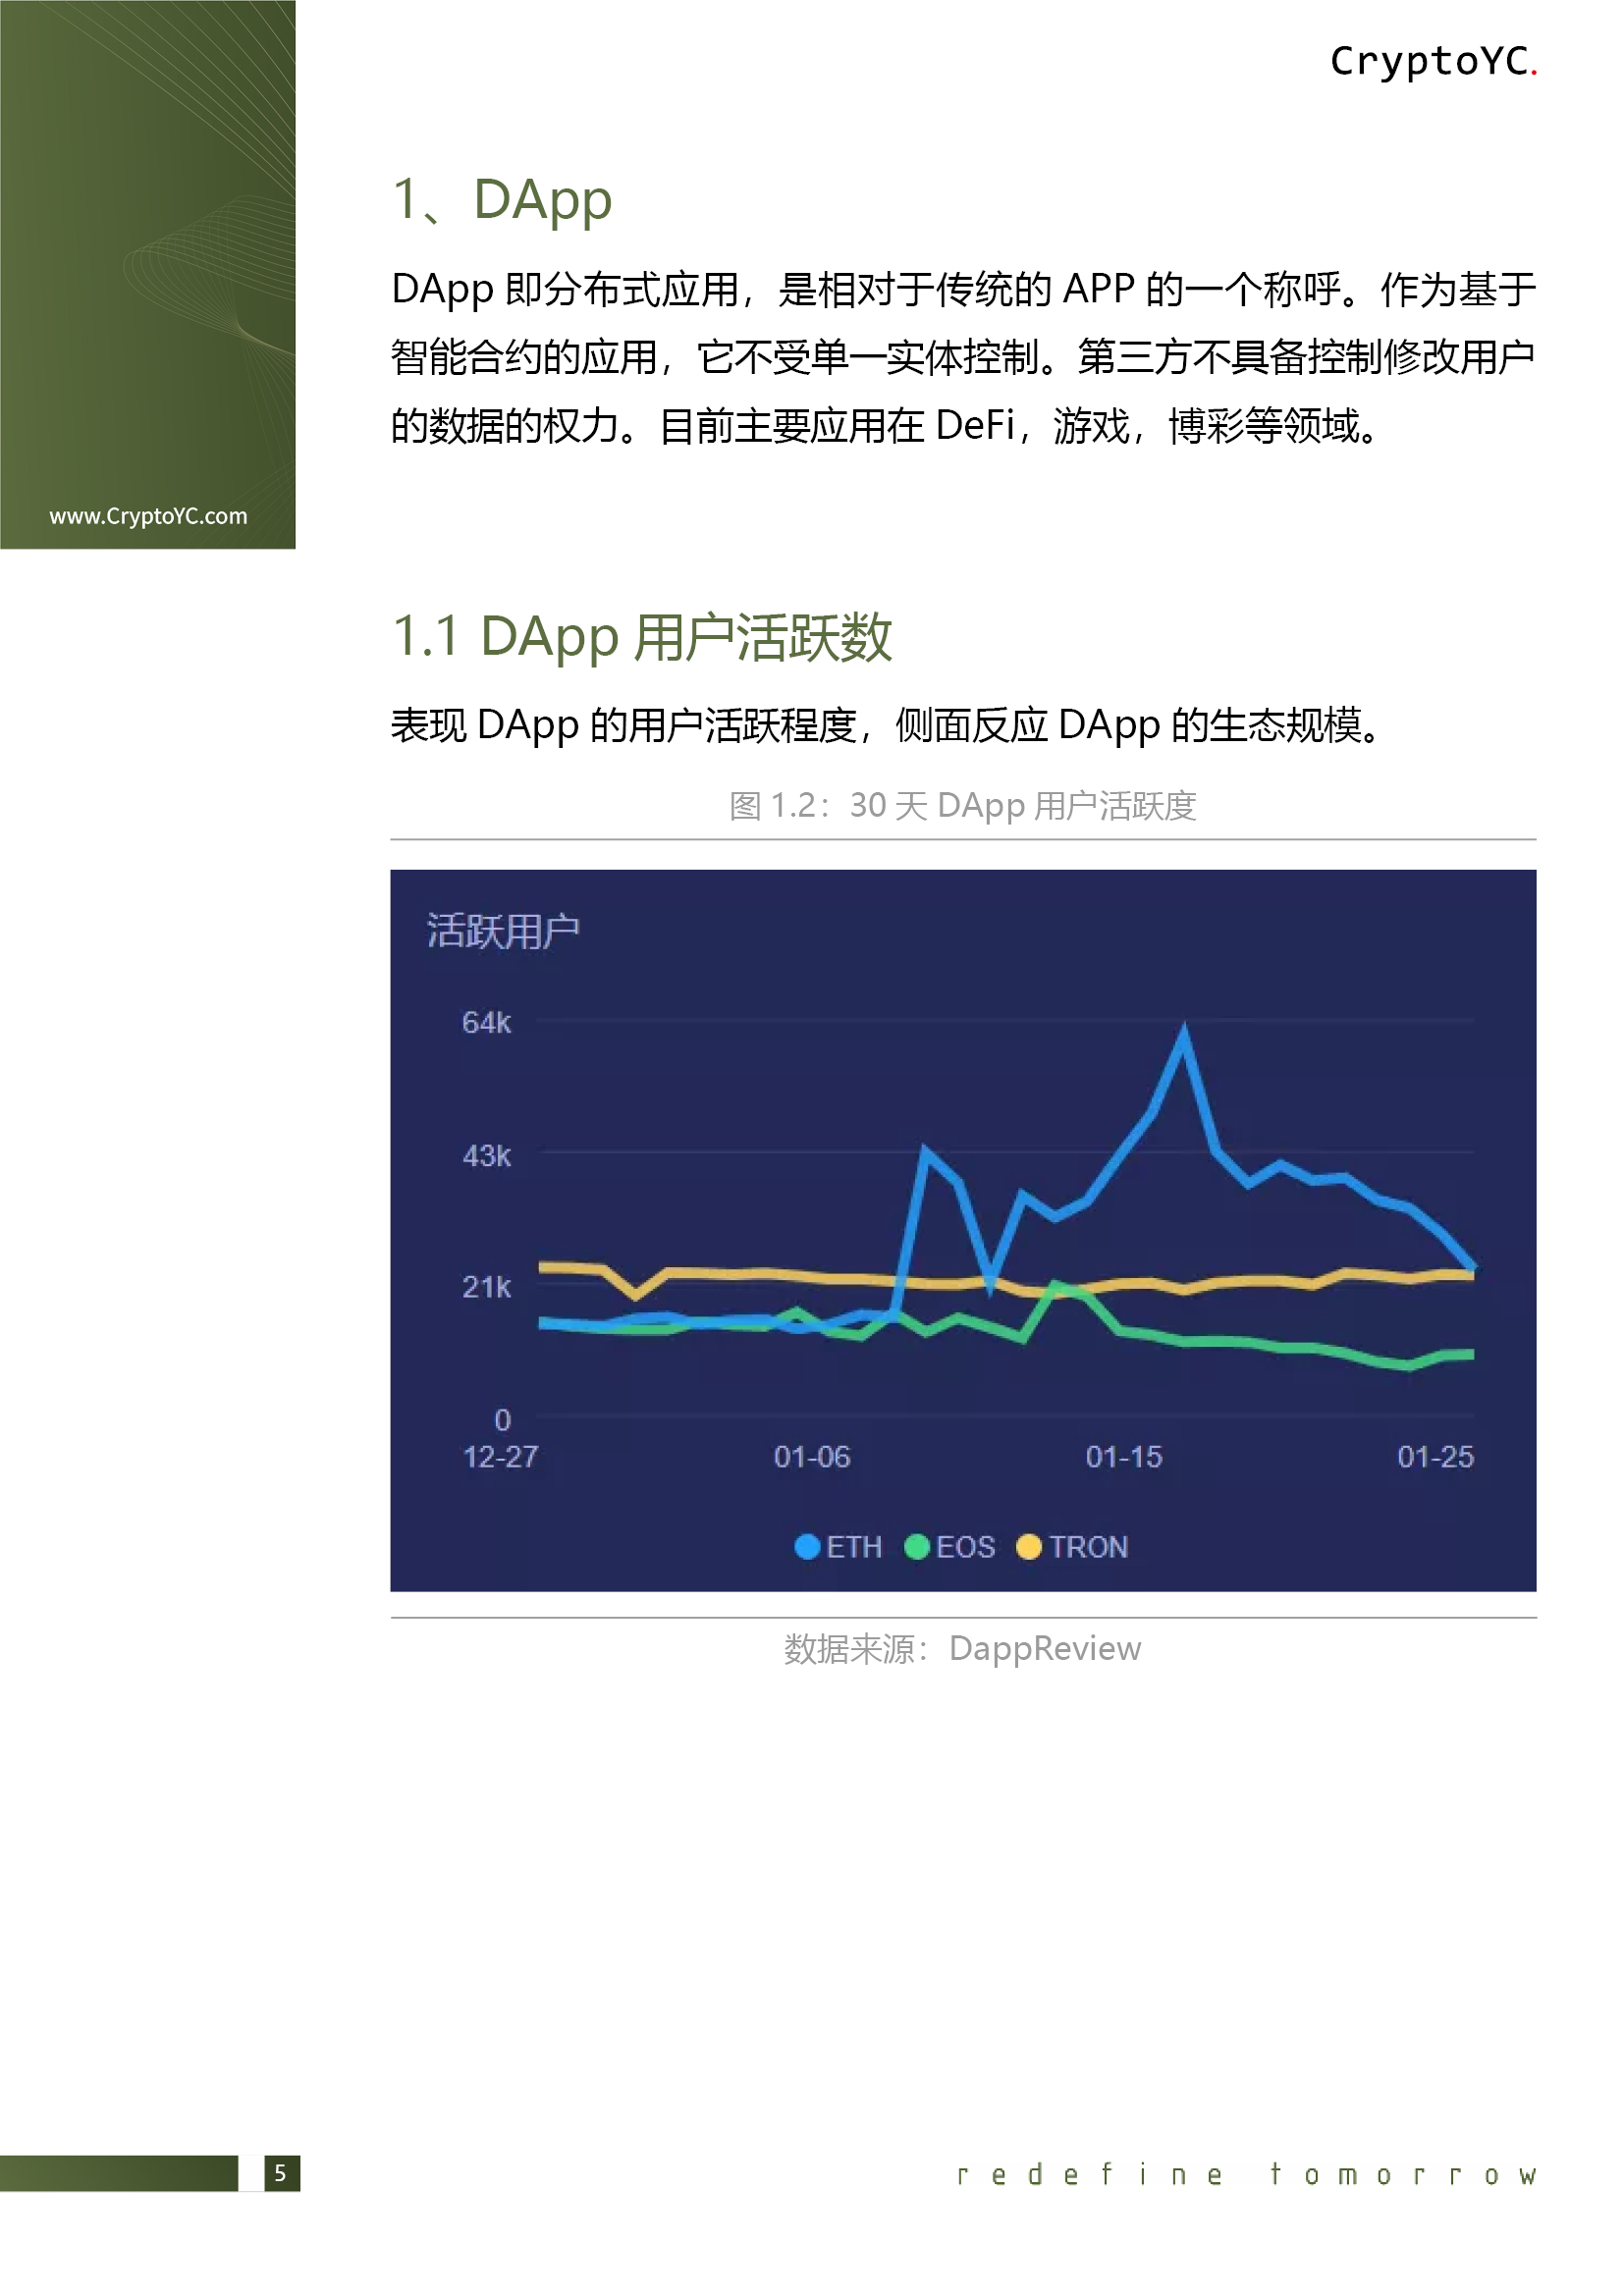 CryptoYC.
www.CryptoYC.com
1、DApp
DApp 即分布式应用，是相对于传统的 APP 的一个称呼。作为基于
智能合约的应用，它不受单一实体控制。第三方不具备控制修改用户
的数据的权力。目前主要应用在 DeFi，游戏，博彩等领域。
1.1 DApp 用户活跃数
表现 DApp 的用户活跃程度，侧面反应 DApp 的生态规模。
图 1.2：30 天 DApp 用户活跃度
活跃用户
64k
43k
21k
0
12-27 01-06 01-15 01-25
ETH EOS TRON
数据来源：DappReview
5
redefine tomorrow